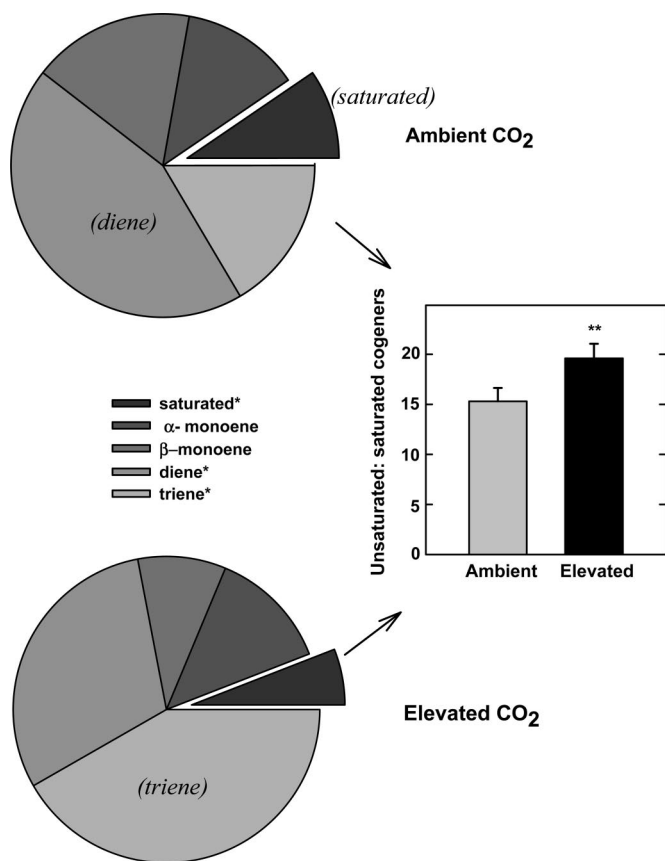 (saturated)
Ambient CO2
(diene)
saturated*
α- monoene
β–monoene
diene*
triene*
Unsaturated: saturated cogeners
20
15
10
5
0
**
Ambient Elevated
Elevated CO2
(triene)